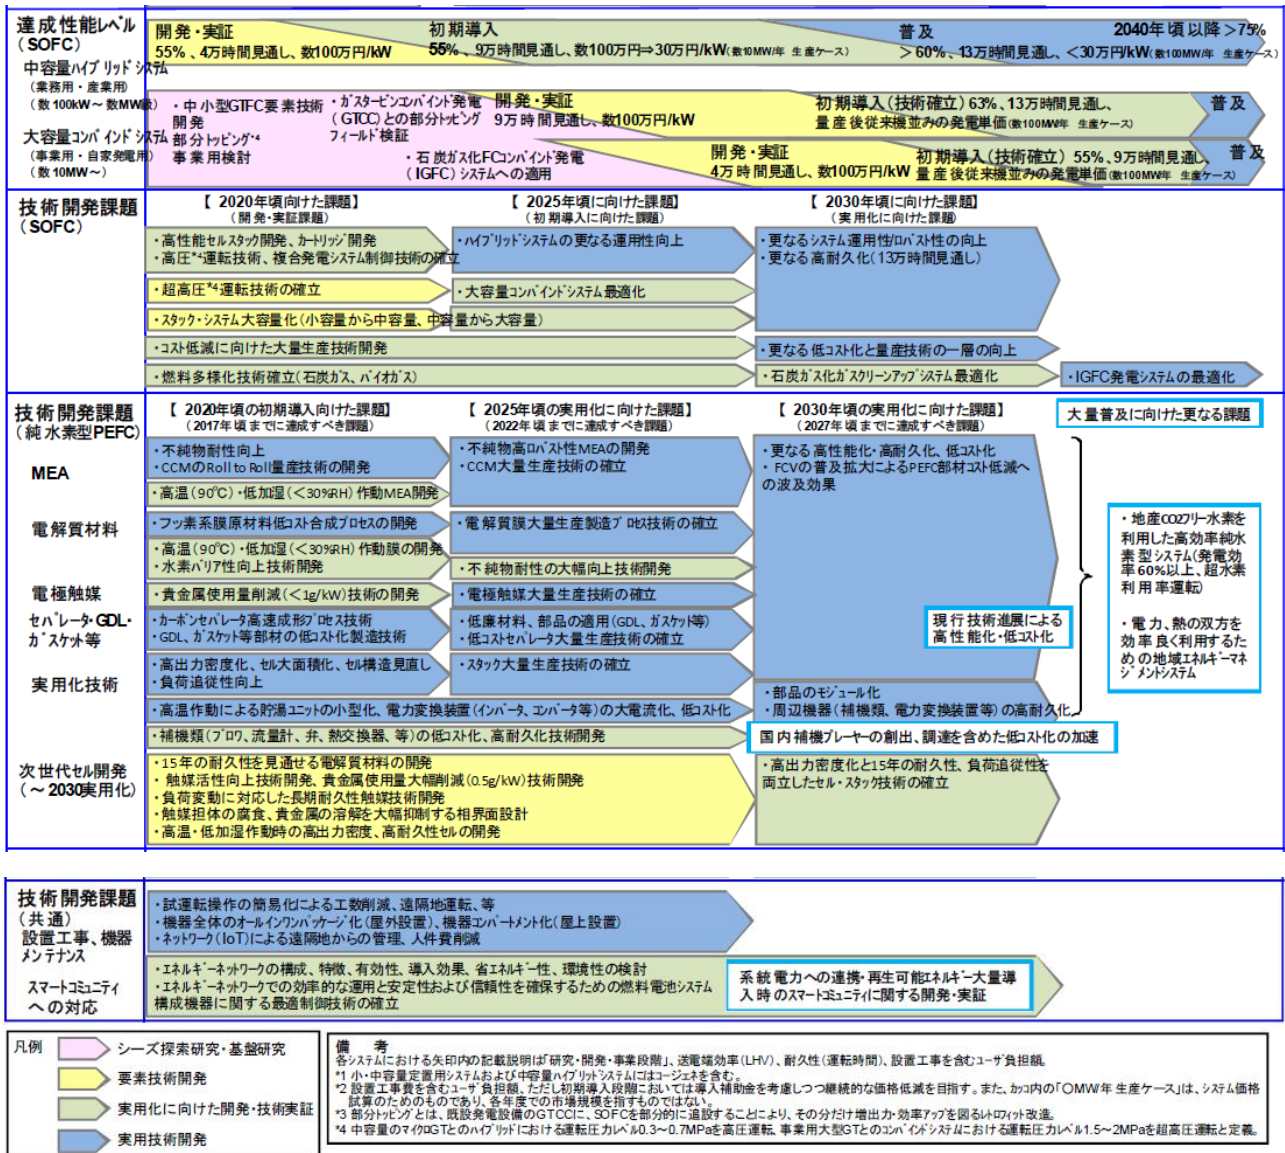 達成性能レベル
(SOFC)
中容量ハイブリッドシステム
(業務用・産業用)
(数100kW～数MW級)
大容量コンバインドシステム
(事業用・自家発電用)
(数10MW～)
開発・実証
55%、4万時間見通し、数100万円/kW
初期導入
55%、9万時間見通し、数100万円⇒30万円/kW(数10MW/年 生産ケース)
普及
＞60%、13万時間見通し、＜30万円/kW(数100MW/年 生産ケース)
2040年頃以降＞75%
・中小型GTFC要素技術
開発
部分トッピング*4
事業用検討
・ガスタービンコンバインド発電
(GTCC)との部分トッピング
フィールド検証
・石炭ガス化FCコンバインド発電
(IGFC)システムへの適用
開発・実証
9万時間見通し、数100万円/kW
初期導入(技術確立) 63%、13万時間見通し、
量産後従来機並みの発電単価(数100MW/年 生産ケース)
普及
開発・実証
4万時間見通し、数100万円/kW
初期導入(技術確立) 55%、9万時間見通し、
量産後従来機並みの発電単価(数100MW/年 生産ケース)
普及
技術開発課題
(SOFC)
【 2020年頃向けた課題】
(開発・実証課題)
【 2025年頃に向けた課題】
(初期導入に向けた課題)
【 2030年頃に向けた課題】
(実用化に向けた課題)
・高性能セルスタック開発、カートリッジ開発
・高圧*4運転技術、複合発電システム制御技術の確立
・ハイブリッドシステムの更なる運用性向上
・更なるシステム運用性/ロバスト性の向上
・更なる高耐久化(13万時間見通し)
・超高圧*4運転技術の確立
・大容量コンバインドシステム最適化
・スタック・システム大容量化(小容量から中容量、中容量から大容量)
・コスト低減に向けた大量生産技術開発
・更なる低コスト化と量産技術の一層の向上
・燃料多様化技術確立(石炭ガス、バイオガス)
・石炭ガス化ガスクリーンアップシステム最適化
・IGFC発電システムの最適化
技術開発課題
(純水素型PEFC)
【 2020年頃の初期導入向けた課題】
(2017年頃までに達成すべき課題)
【 2025年頃の実用化に向けた課題】
(2022年頃までに達成すべき課題)
【 2030年頃の実用化に向けた課題】
(2027年頃までに達成すべき課題)
大量普及に向けた更なる課題
MEA
・不純物耐性向上
・CCMのRoll to Roll量産技術の開発
・不純物高ロバスト性MEAの開発
・CCM大量生産技術の確立
・更なる高性能化・高耐久化、低コスト化
・ FCVの普及拡大によるPEFC部材コスト低減へ
の波及効果
・高温(90℃)・低加湿(＜30%RH)作動MEA開発
電解質材料
・フッ素系膜原材料低コスト合成プロセスの開発
・電解質膜大量生産製造プロセス技術の確立
・高温(90℃)・低加湿(＜30%RH)作動膜の開発
・水素バリア性向上技術開発
・不純物耐性の大幅向上技術開発
電極触媒
・貴金属使用量削減(＜1g/kW)技術の開発
・電極触媒大量生産技術の確立
セパレータ・GDL・
ガスケット等
・カーボンセパレータ高速成形プロセス技術
・GDL、ガスケット等部材の低コスト化製造技術
・低廉材料、部品の適用(GDL、ガスケット等)
・低コストセパレータ大量生産技術の確立
現行技術進展による
高性能化・低コスト化
実用化技術
・高出力密度化、セル大面積化、セル構造見直し
・負荷追従性向上
・スタック大量生産技術の確立
・高温作動による貯湯ユニットの小型化、電力変換装置(インバータ、コンバータ等)の大電流化、低コスト化
・部品のモジュール化
・周辺機器(補機類、電力変換装置等)の高耐久化
・補機類(ブロワ、流量計、弁、熱交換器、等)の低コスト化、高耐久化技術開発
国内補機プレーヤーの創出、調達を含めた低コスト化の加速
・地産CO2フリー水素を
利用した高効率純水
素型システム(発電効
率60%以上、超水素
利用率運転)
・電力、熱の双方を
効率良く利用するた
めの地域エネルギーマネ
ジメントシステム
次世代セル開発
(～2030実用化)
・15年の耐久性を見通せる電解質材料の開発
・ 触媒活性向上技術開発、貴金属使用量大幅削減(0.5g/kW)技術開発
・負荷変動に対応した長期耐久性触媒技術開発
・触媒担体の腐食、貴金属の溶解を大幅抑制する相界面設計
・高温・低加湿作動時の高出力密度、高耐久性セルの開発
・高出力密度化と15年の耐久性、負荷追従性を
両立したセル・スタック技術の確立
技術開発課題
(共通)
設置工事、機器
メンテナンス
・試運転操作の簡易化による工数削減、遠隔地運転、等
・機器全体のオールインワンパッケージ化(屋外設置)、機器コンパートメント化(屋上設置)
・ネットワーク(IoT)による遠隔地からの管理、人件費削減
スマートコミュニティ
への対応
・エネルギーネットワークの構成、特徴、有効性、導入効果、省エネルギー性、環境性の検討
・エネルギーネットワークでの効率的な運用と安定性および信頼性を確保するための燃料電池システム
構成機器に関する最適制御技術の確立
系統電力への連携・再生可能エネルギー大量導
入時のスマートコミュニティに関する開発・実証
凡例
シーズ探索研究・基盤研究
要素技術開発
実用化に向けた開発・技術実証
実用技術開発
備 考
各システムにおける矢印内の記載説明は「研究・開発・事業段階」、送電端効率(LHV)、耐久性(運転時間)、設置工事を含むユーザ負担額。
*1 小・中容量定置用システムおよび中容量ハイブリッドシステムにはコージェネを含む。
*2 設置工事費を含むユーザ負担額、ただし初期導入段階においては導入補助金を考慮しつつ継続的な価格低減を目指す。また、カッコ内の「〇MW/年 生産ケース」は、システム価格
試算のためのものであり、各年度での市場規模を指すものではない。
*3 部分トッピングとは、既設発電設備のGTCCに、SOFCを部分的に追設することにより、その分だけ増出力・効率アップを図るレトロフィット改造。
*4 中容量のマイクロGTとのハイブリッドにおける運転圧力レベル0.3～0.7MPaを高圧運転、事業用大型GTとのコンバインドシステムにおける運転圧力レベル1.5～2MPaを超高圧運転と定義。